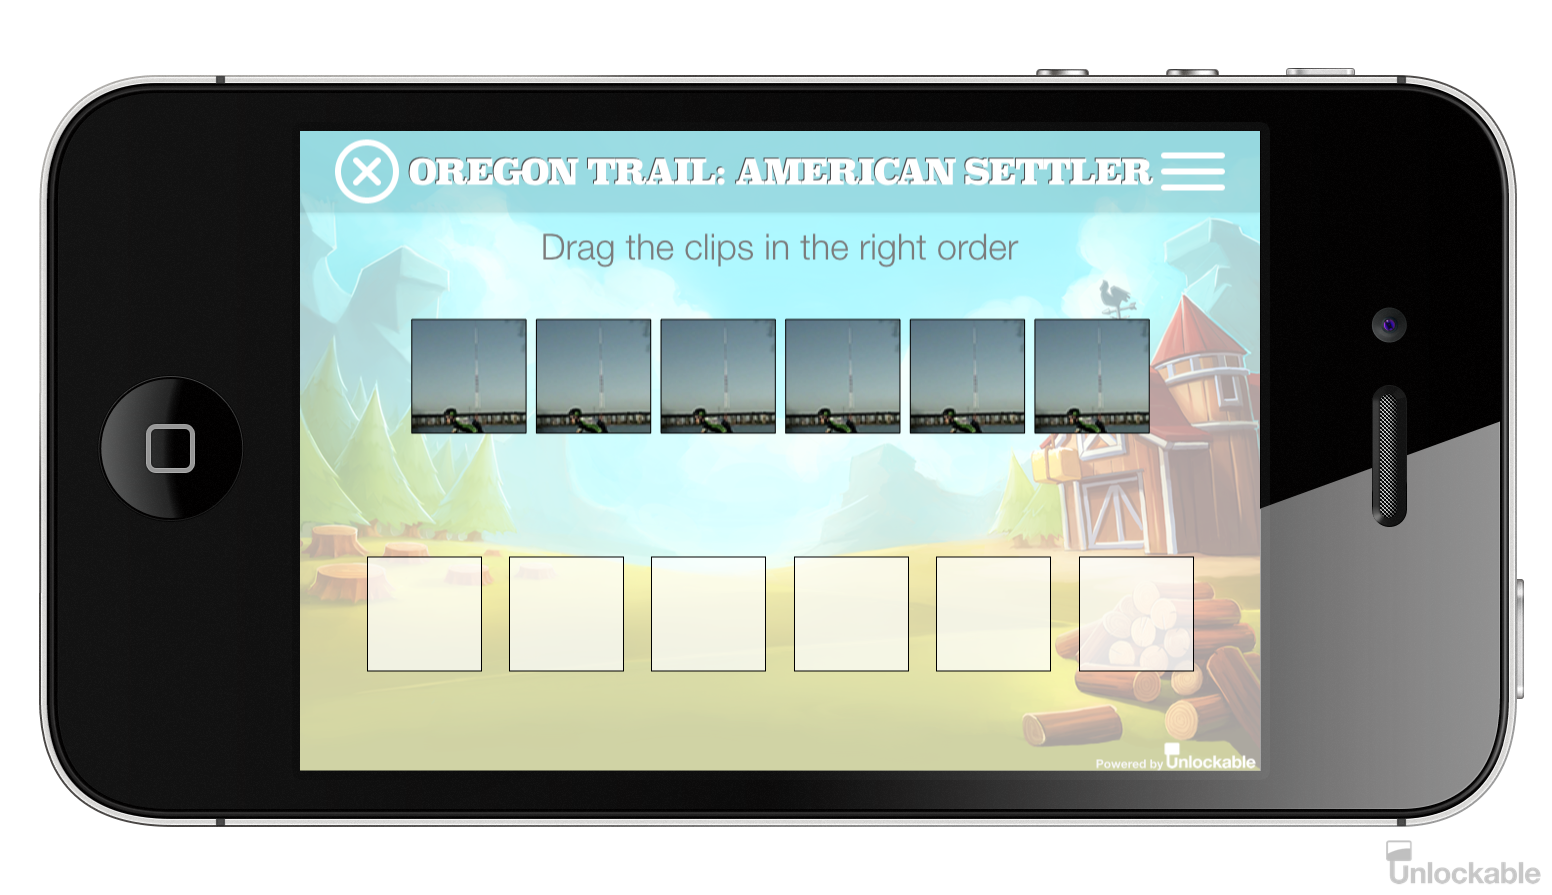 OREGON TRAIL: AMERICAN SETTLER
Drag the clips in the right order
Powered by Unlockable
Unlockable